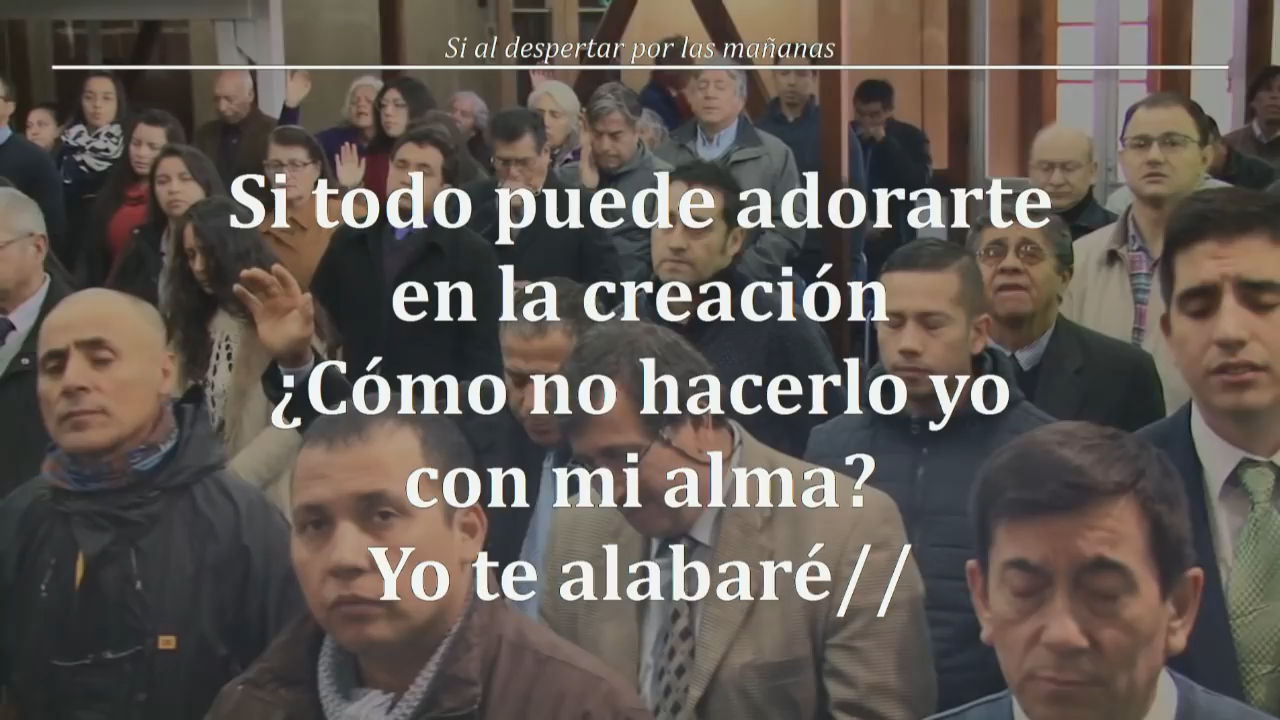 Si al despertar por las mañanas
Si todo puede adorarte
en la creación
¿Cómo no hacerlo yo
con mi alma?
Yo te alabaré//